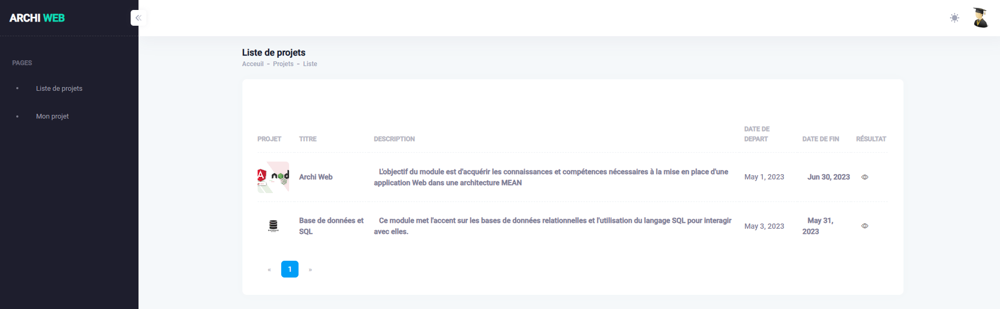 ARCHI WEB
PAGES
Liste de projets
Mon projet
Liste de projets
Acceuil - Projets - Liste
PROJET TITRE DESCRIPTION DATE DE DEPART DATE DE FIN RÉSULTAT
Archi Web
L'objectif du module est d'acquérir les connaissances et compétences nécessaires à la mise en place d'une
application Web dans une architecture MEAN
May 1, 2023
Jun 30, 2023
Base de données et
SQL
Ce module met l'accent sur les bases de données relationnelles et l'utilisation du langage SQL pour interagir
avec elles.
May 3, 2023
May 31,
2023
« 1 »